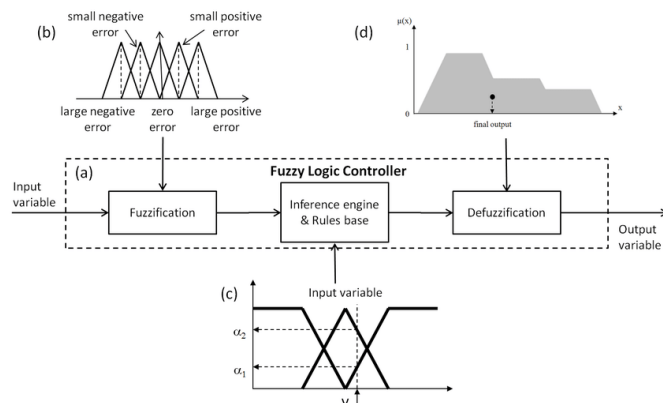 (b)
small negative
error
small positive
error
large negative
error
zero
error
large positive
error
(d)
μ(x)
1
0
x
final output
(a)
Fuzzy Logic Controller
Input
variable
Fuzzification
Inference engine
& Rules base
Defuzzification
Output
variable
(c)
Input variable
α2
α1